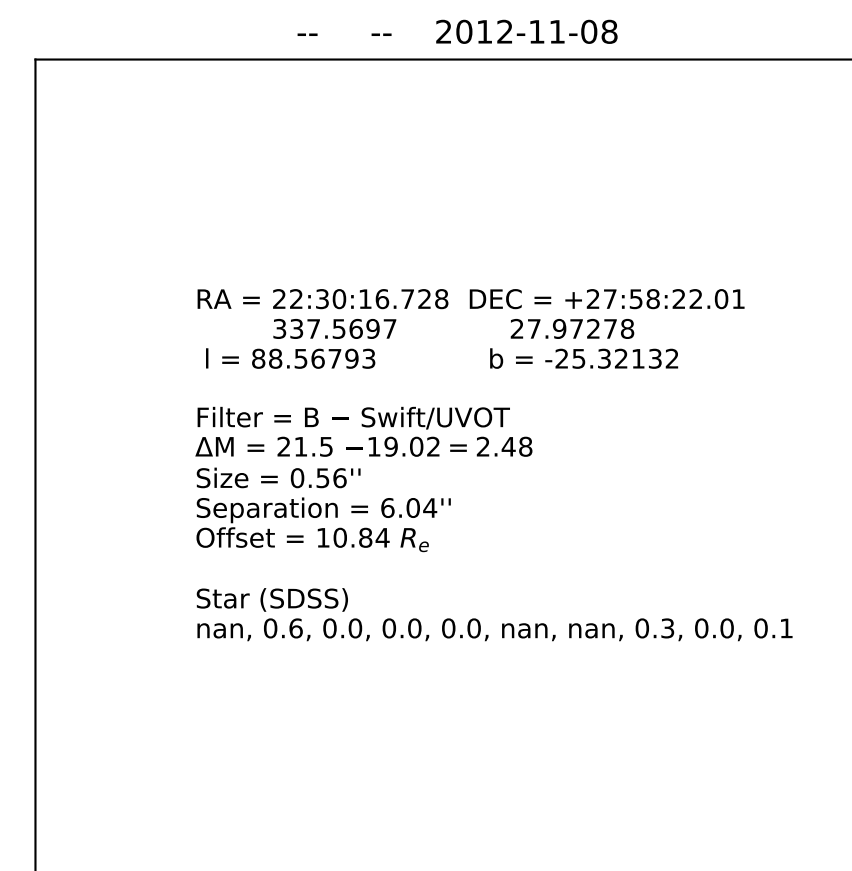 -- -- 2012-11-08
RA = 22:30:16.728 DEC = +27:58:22.01
337.5697 27.97278
l = 88.56793 b = -25.32132
Filter = B − Swift/UVOT
ΔM = 21.5 −19.02 = 2.48
Size = 0.56''
Separation = 6.04''
Offset = 10.84 Re
Star (SDSS)
nan, 0.6, 0.0, 0.0, 0.0, nan, nan, 0.3, 0.0, 0.1